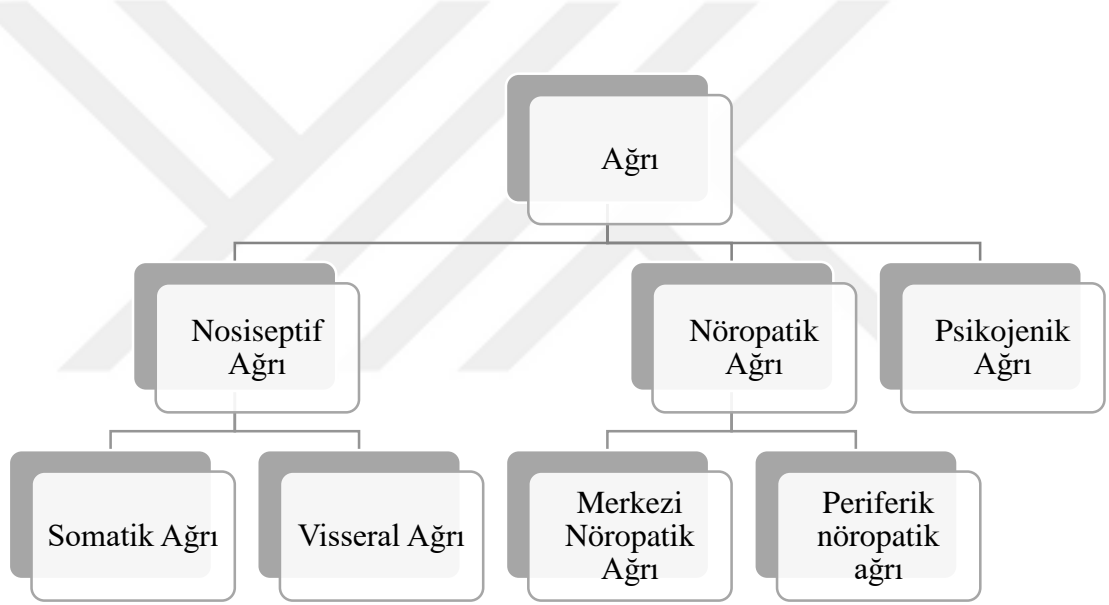 Ağrı
Nosiseptif
Ağrı
Nöropatik
Ağrı
Psikojenik
Ağrı
Somatik Ağrı
Visseral Ağrı
Merkezi
Nöropatik
Ağrı
Periferik
nöropatik
ağrı